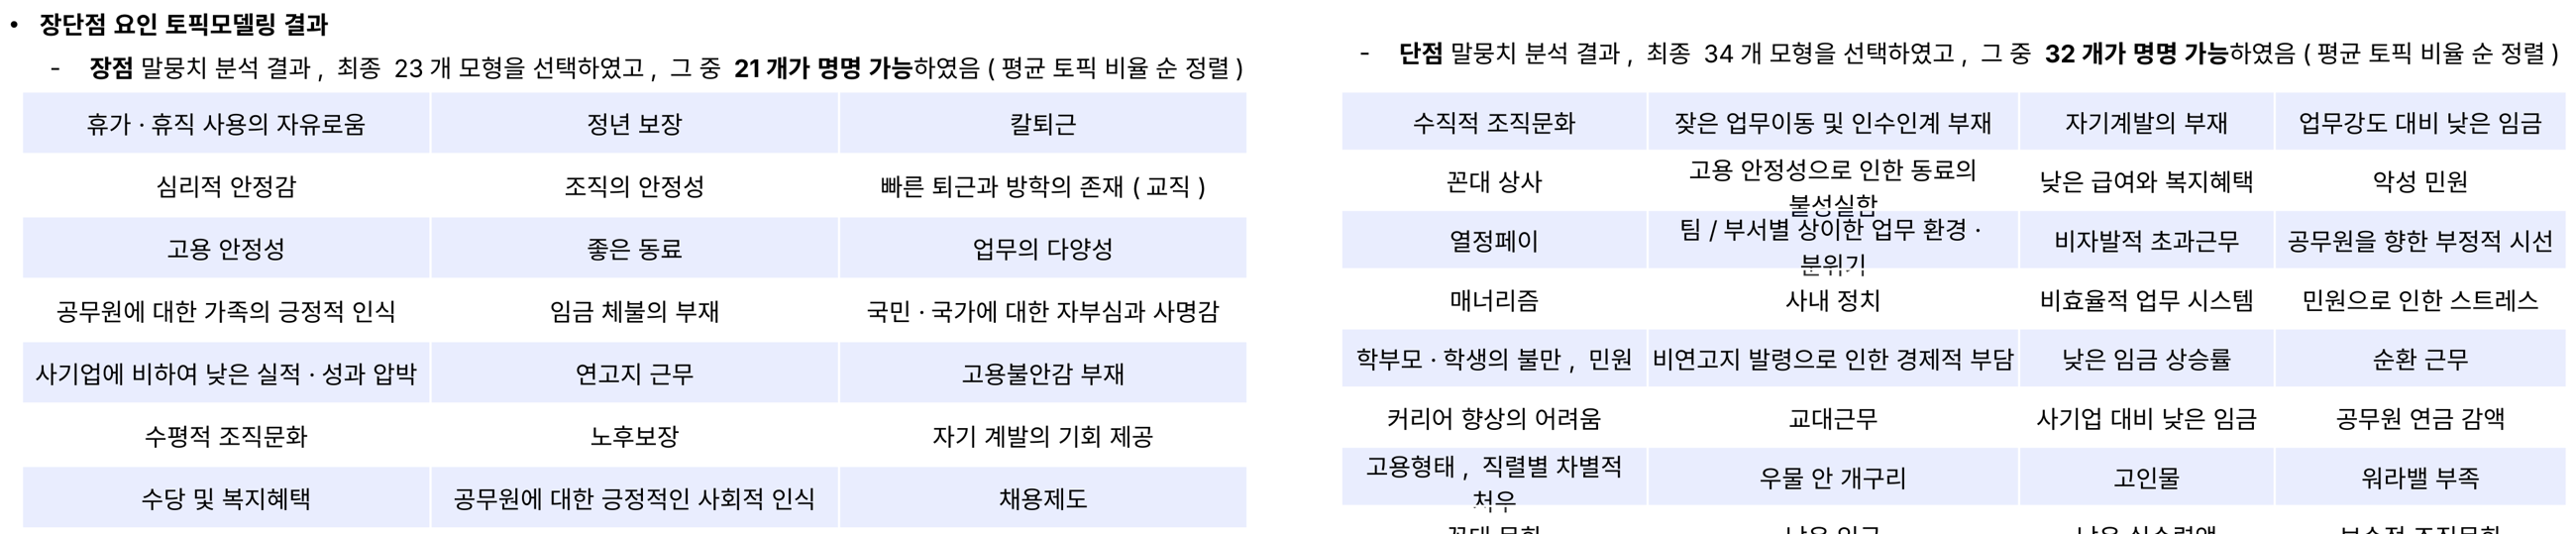 • 장단점 요인 토픽모델링 결과
- 장점 말뭉치 분석 결과, 최종 23개 모형을 선택하였고, 그 중 21개가 명명 가능하였음 (평균 토픽 비율 순 정렬)
휴가·휴직 사용의 자유로움 정년 보장 칼퇴근
심리적 안정감 조직의 안정성 빠른 퇴근과 방학의 존재 (교직)
고용 안정성 좋은 동료 업무의 다양성
공무원에 대한 가족의 긍정적 인식 임금 체불의 부재 국민·국가에 대한 자부심과 사명감
사기업에 비하여 낮은 실적·성과 압박 연고지 근무 고용불안감 부재
수평적 조직문화 노후보장 자기 계발의 기회 제공
수당 및 복지혜택 공무원에 대한 긍정적인 사회적 인식 채용제도
- 단점 말뭉치 분석 결과, 최종 34개 모형을 선택하였고, 그 중 32개가 명명 가능하였음 (평균 토픽 비율 순 정렬)
수직적 조직문화 잦은 업무이동 및 인수인계 부재 자기계발의 부재 업무강도 대비 낮은 임금
꼰대 상사 고용 안정성으로 인한 동료의 낮은 급여와 복지혜택 악성 민원
불성실함
열정페이 팀/부서별 상이한 업무 환경· 비자발적 초과근무 공무원을 향한 부정적 시선
분위기
매너리즘 사내 정치 비효율적 업무 시스템 민원으로 인한 스트레스
학부모·학생의 불만, 민원 비연고지 발령으로 인한 경제적 부담 낮은 임금 상승률 순환 근무
커리어 향상의 어려움 교대근무 사기업 대비 낮은 임금 공무원 연금 감액
고용형태, 직렬별 차별적 우물 안 개구리 고인물 워라밸 부족
처우